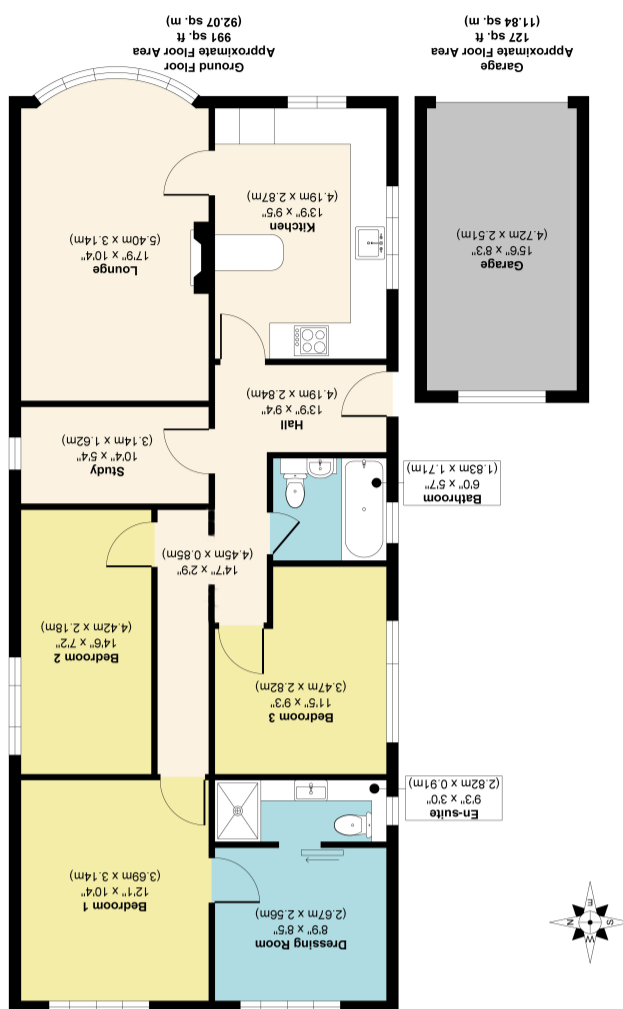 W
S N
E
Dressing Room
8'9" x 8'5"
(2.67m x 2.56m)
Bedroom 1
12'1" x 10'4"
(3.69m x 3.14m)
En-suite
9'3" x 3'0"
(2.82m x 0.91m)
Bedroom 3
11'5" x 9'3"
(3.47m x 2.82m)
Bedroom 2
14'6" x 7'2"
(4.42m x 2.18m)
14'7" x 2'9"
(4.45m x 0.85m)
Bathroom
6'0" x 5'7"
(1.83m x 1.71m)
Study
10'4" x 5'4"
(3.14m x 1.62m)
Hall
13'9" x 9'4"
(4.19m x 2.84m)
Garage
15'6" x 8'3"
(4.72m x 2.51m)
Kitchen
13'9" x 9'5"
(4.19m x 2.87m)
Lounge
17'9" x 10'4"
(5.40m x 3.14m)
Garage
Approximate Floor Area
127 sq. ft
(11.84 sq. m)
Ground Floor
Approximate Floor Area
991 sq. ft
(92.07 sq. m)